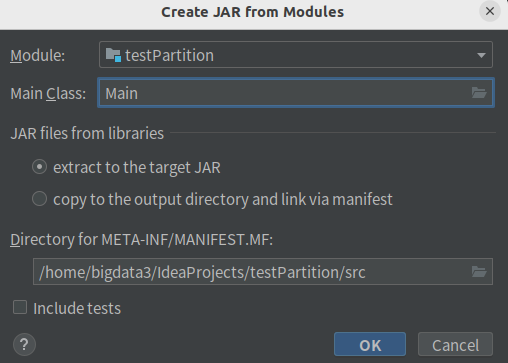 Create JAR from Modules
Module: testPartition
Main Class: Main
JAR files from libraries
extract to the target JAR
copy to the output directory and link via manifest
Directory for META-INF/MANIFEST.MF:
/home/bigdata3/IdeaProjects/testPartition/src
Include tests
? OK Cancel